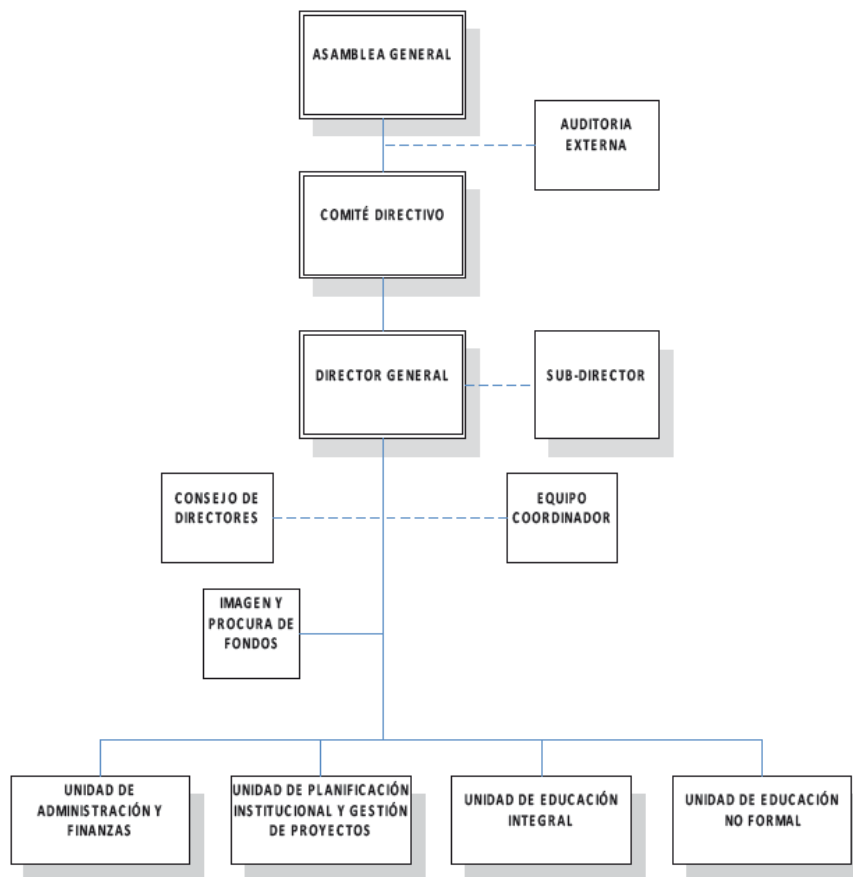 ASAMBLEA GENERAL
AUDITORIA
EXTERNA
COMITÉ DIRECTIVO
DIRECTOR GENERAL
SUB-DIRECTOR
CONSEJO DE
DIRECTORES
EQUIPO
COORDINADOR
IMAGEN Y
PROCURA DE
FONDOS
UNIDAD DE
ADMINISTRACIÓN Y
FINANZAS
UNIDAD DE PLANIFICACIÓN
INSTITUCIONAL Y GESTIÓN
DE PROYECTOS
UNIDAD DE EDUCACIÓN
INTEGRAL
UNIDAD DE EDUCACIÓN
NO FORMAL